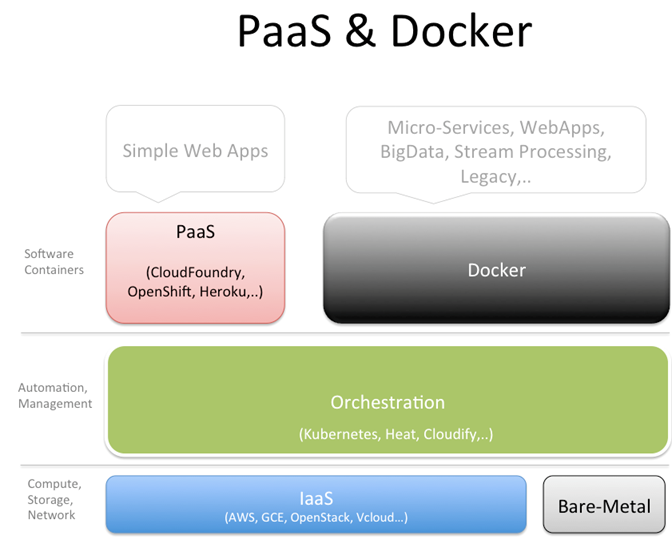 PaaS & Docker
Simple Web Apps
Micro-Services, WebApps,
BigData, Stream Processing,
Legacy,..
Software
Containers
PaaS
(CloudFoundry,
OpenShift, Heroku,..)
Docker
Automation,
Management
Orchestration
(Kubernetes, Heat, Cloudify,..)
Compute,
Storage,
Network
IaaS
(AWS, GCE, OpenStack, Vcloud...)
Bare-Metal